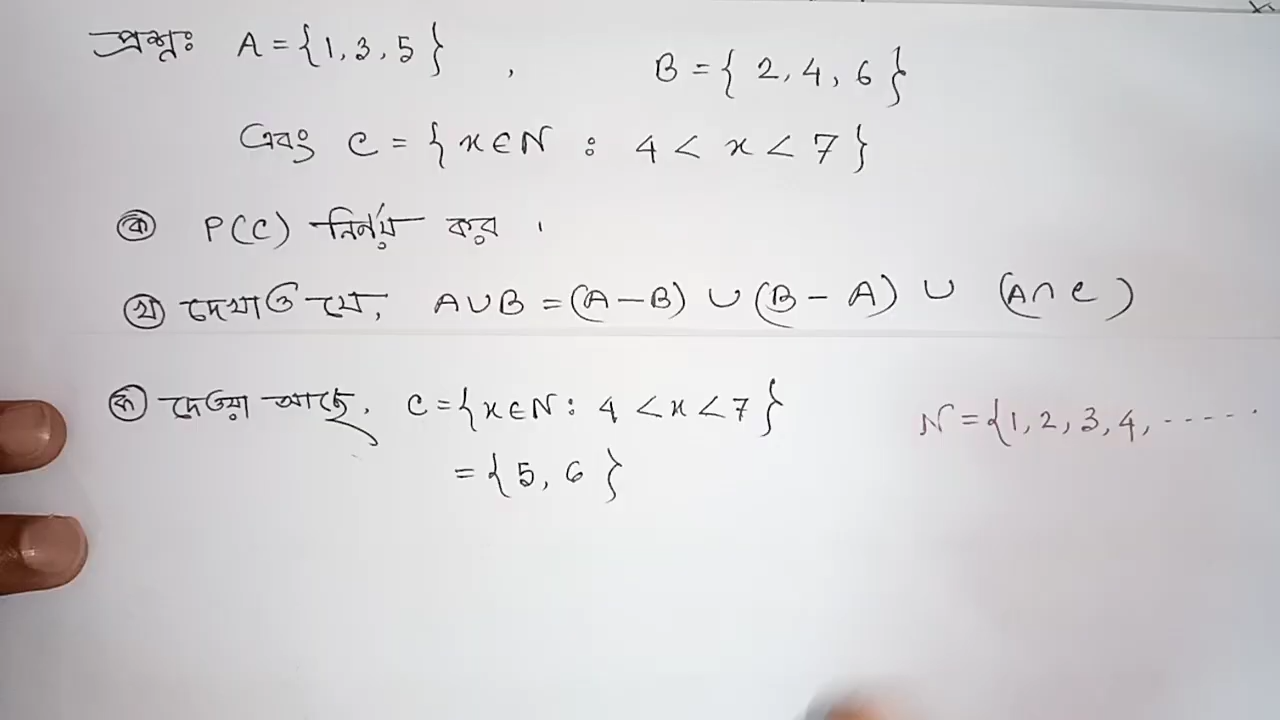 প্রশ্নঃ A = {1, 3, 5} , B = { 2, 4, 6 }
এবং C = { x ∈ N : 4 < x < 7 }
ক P(C) নির্ণয় কর ।
খ দেখাও যে, A ∪ B = (A − B) ∪ (B − A) ∪ (A ∩ C)
ক দেওয়া আছে, C = { x ∈ N : 4 < x < 7 } N = {1, 2, 3, 4, ------
= { 5, 6 }